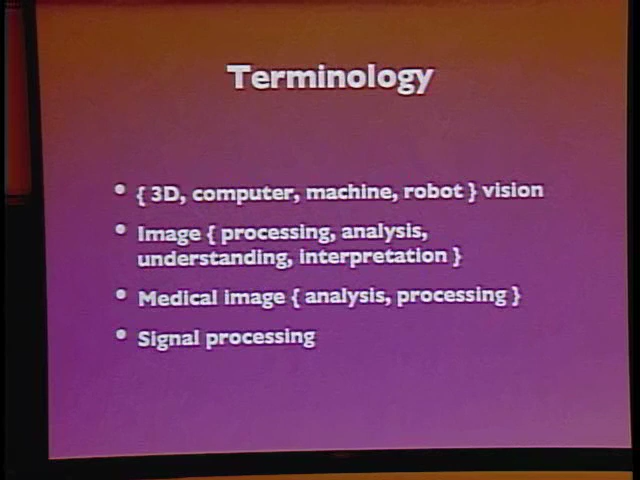 Terminology
• { 3D, computer, machine, robot } vision
• Image { processing, analysis,
understanding, interpretation }
• Medical image { analysis, processing }
• Signal processing